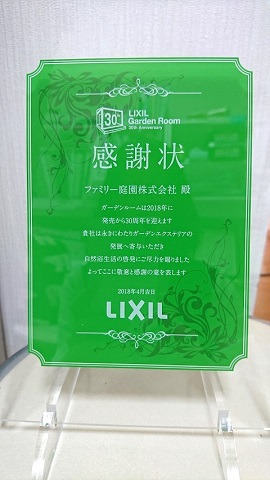 30th
LIXIL
Garden Room
30th Anniversary
感謝状
ファミリー庭園株式会社 殿
ガーデンルームは2018年に
発売から30周年を迎えます
貴社は永きにわたりガーデンエクステリアの
発展へ寄与いただき
自然浴生活の啓発にご尽力を賜りました
よってここに敬意と感謝の意を表します
2018年4月吉日
LIXIL